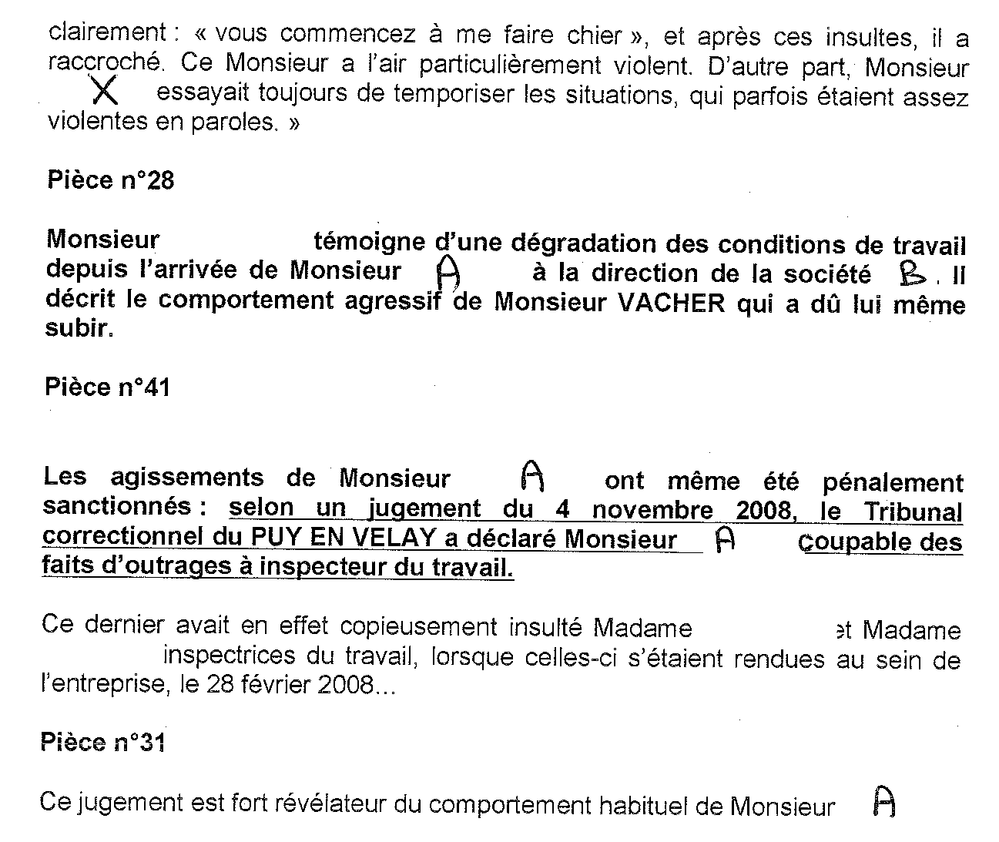 clairement : « vous commencez à me faire chier », et après ces insultes, il a
raccroché. Ce Monsieur a l'air particulièrement violent. D'autre part, Monsieur
X essayait toujours de temporiser les situations, qui parfois étaient assez
violentes en paroles. »
Pièce n°28
Monsieur témoigne d'une dégradation des conditions de travail
depuis l'arrivée de Monsieur A à la direction de la société B. Il
décrit le comportement agressif de Monsieur VACHER qui a dû lui même
subir.
Pièce n°41
Les agissements de Monsieur A ont même été pénalement
sanctionnés : selon un jugement du 4 novembre 2008, le Tribunal
correctionnel du PUY EN VELAY a déclaré Monsieur A coupable des
faits d'outrages à inspecteur du travail.
Ce dernier avait en effet copieusement insulté Madame et Madame
inspectrices du travail, lorsque celles-ci s'étaient rendues au sein de
l'entreprise, le 28 février 2008...
Pièce n°31
Ce jugement est fort révélateur du comportement habituel de Monsieur A